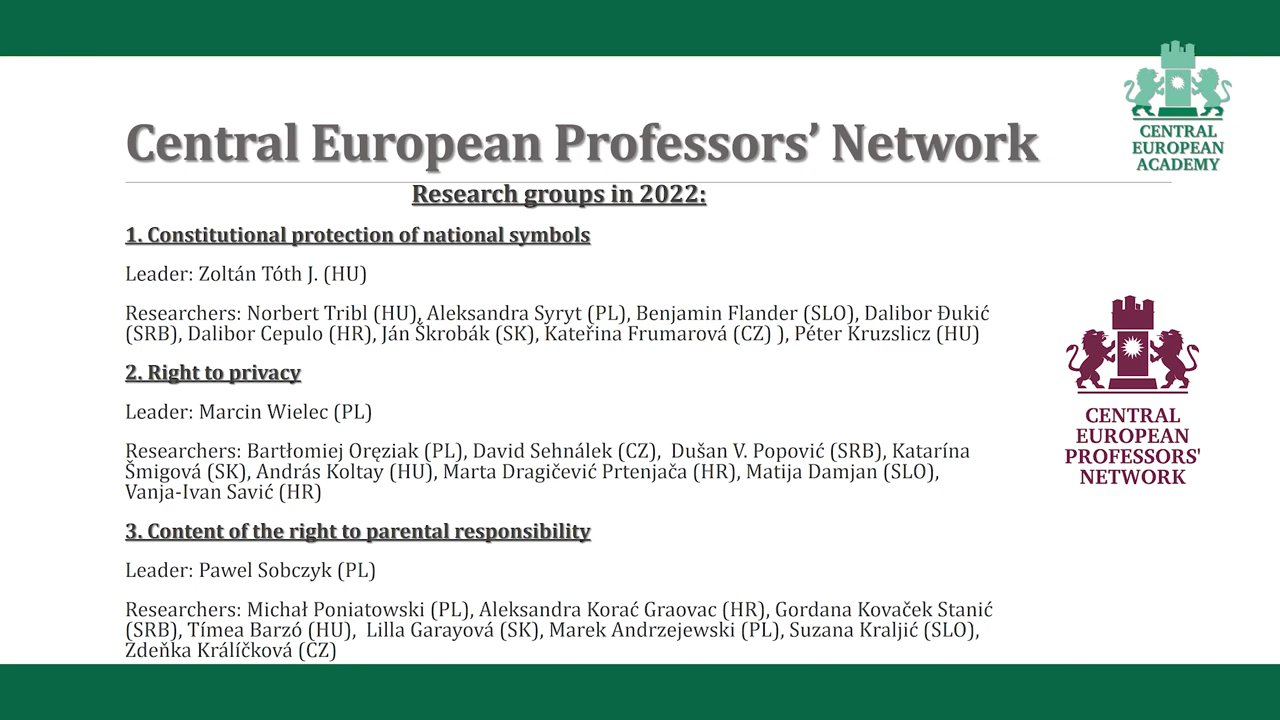 Central European Professors’ Network
CENTRAL
EUROPEAN
ACADEMY
Research groups in 2022:
1. Constitutional protection of national symbols
Leader: Zoltán Tóth J. (HU)
Researchers: Norbert Tribl (HU), Aleksandra Syryt (PL), Benjamin Flander (SLO), Dalibor Đukić
(SRB), Dalibor Cepulo (HR), Ján Škrobák (SK), Kateřina Frumarová (CZ) ), Péter Kruzslicz (HU)
2. Right to privacy
Leader: Marcin Wielec (PL)
Researchers: Bartłomiej Oręziak (PL), David Sehnálek (CZ),  Dušan V. Popović (SRB), Katarína
Šmigová (SK), András Koltay (HU), Marta Dragičević Prtenjača (HR), Matija Damjan (SLO),
Vanja-Ivan Savić (HR)
3. Content of the right to parental responsibility
Leader: Pawel Sobczyk (PL)
Researchers: Michał Poniatowski (PL), Aleksandra Korać Graovac (HR), Gordana Kovaček Stanić
(SRB), Tímea Barzó (HU),  Lilla Garayová (SK), Marek Andrzejewski (PL), Suzana Kraljić (SLO),
Zdeňka Králíčková (CZ)
CENTRAL
EUROPEAN
PROFESSORS'
NETWORK